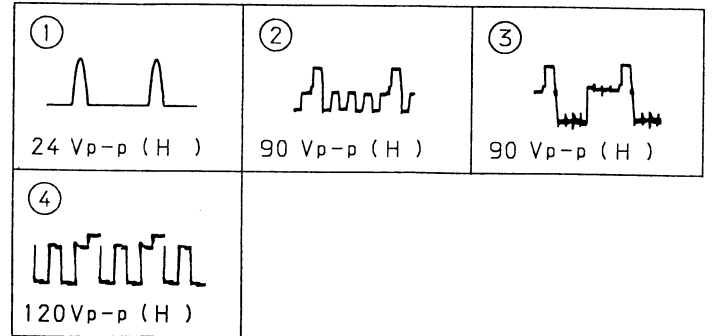 ① ② ③
24 Vp-p ( H )
90 Vp-p ( H )
90 Vp-p ( H )
④
120Vp-p ( H )